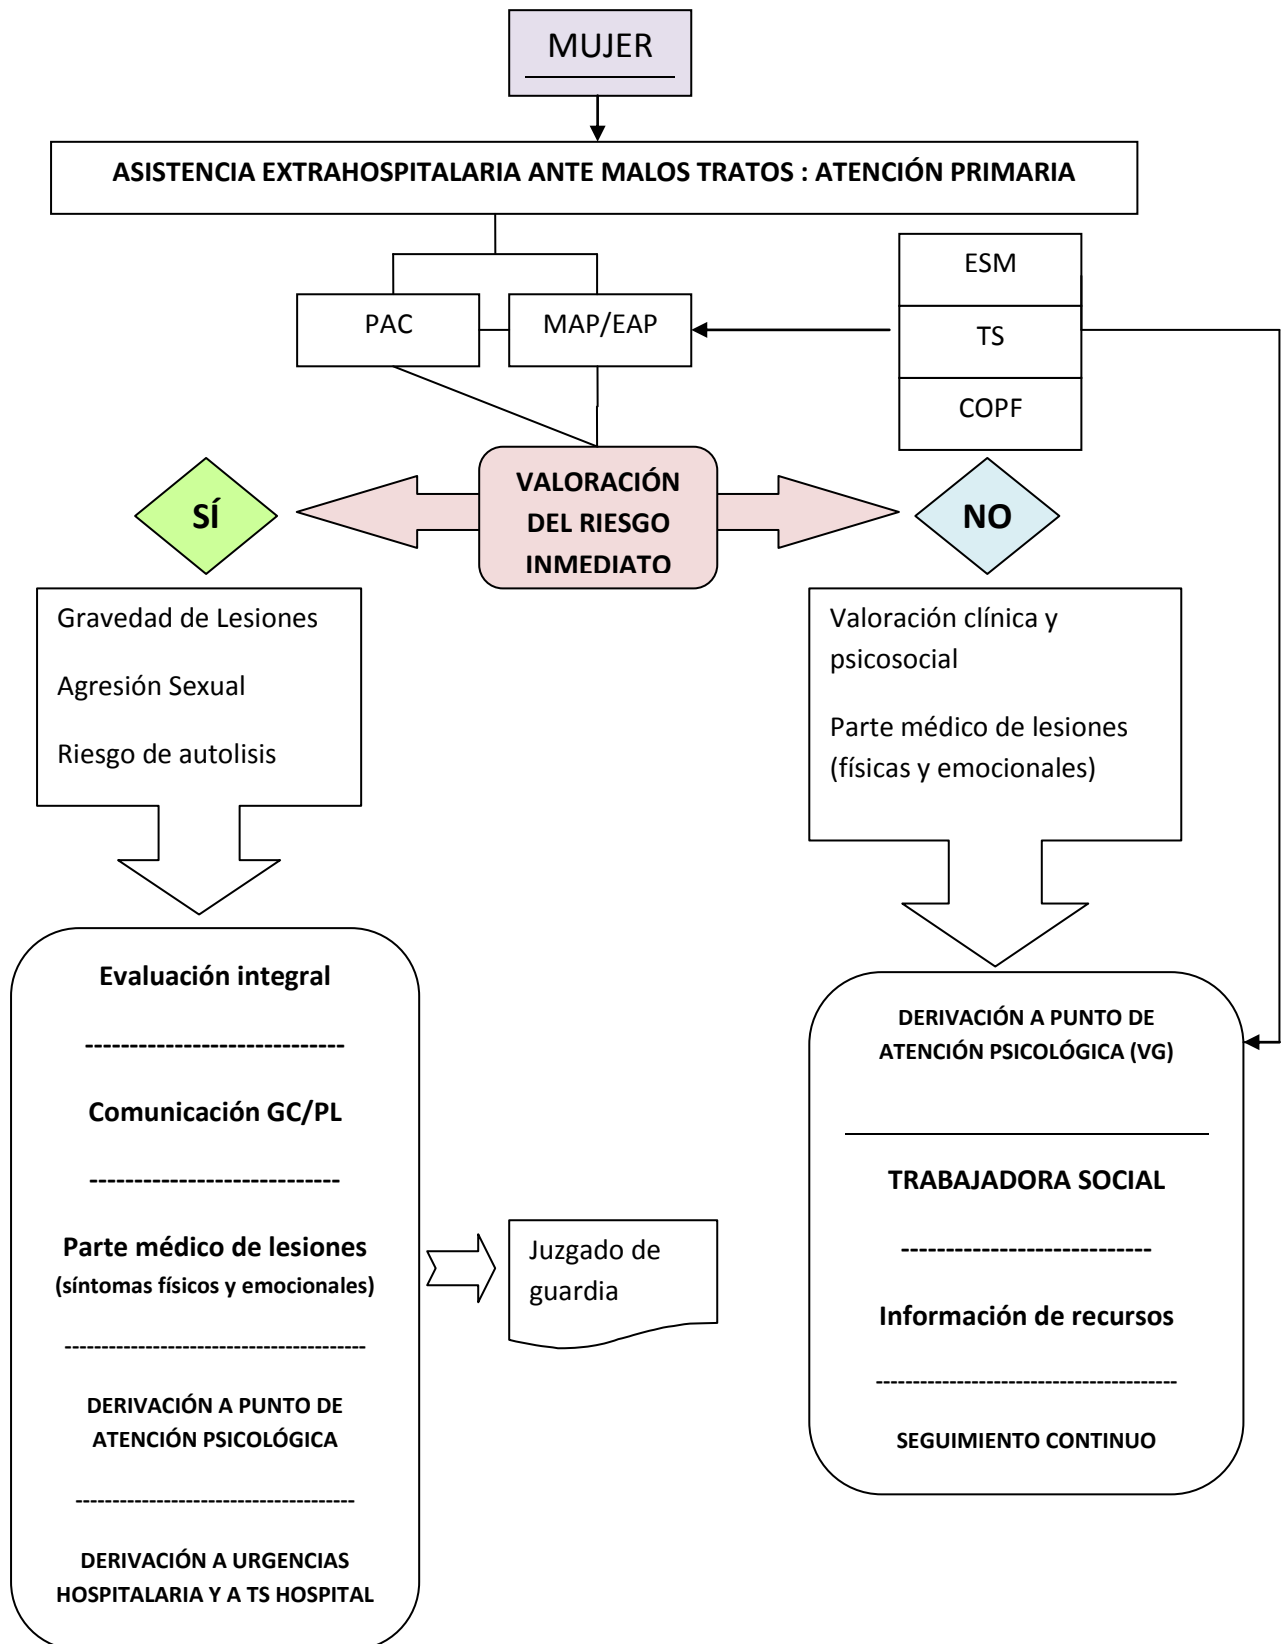 MUJER
ASISTENCIA EXTRAHOSPITALARIA ANTE MALOS TRATOS : ATENCIÓN PRIMARIA
PAC
MAP/EAP
ESM
TS
COPF
SÍ
VALORACIÓN
DEL RIESGO
INMEDIATO
NO
Gravedad de Lesiones
Agresión Sexual
Riesgo de autolisis
Valoración clínica y
psicosocial
Parte médico de lesiones
(físicas y emocionales)
Evaluación integral
Comunicación GC/PL
Parte médico de lesiones
(síntomas físicos y emocionales)
DERIVACIÓN A PUNTO DE
ATENCIÓN PSICOLÓGICA
DERIVACIÓN A URGENCIAS
HOSPITALARIA Y A TS HOSPITAL
Juzgado de
guardia
DERIVACIÓN A PUNTO DE
ATENCIÓN PSICOLÓGICA (VG)
TRABAJADORA SOCIAL
Información de recursos
SEGUIMIENTO CONTINUO